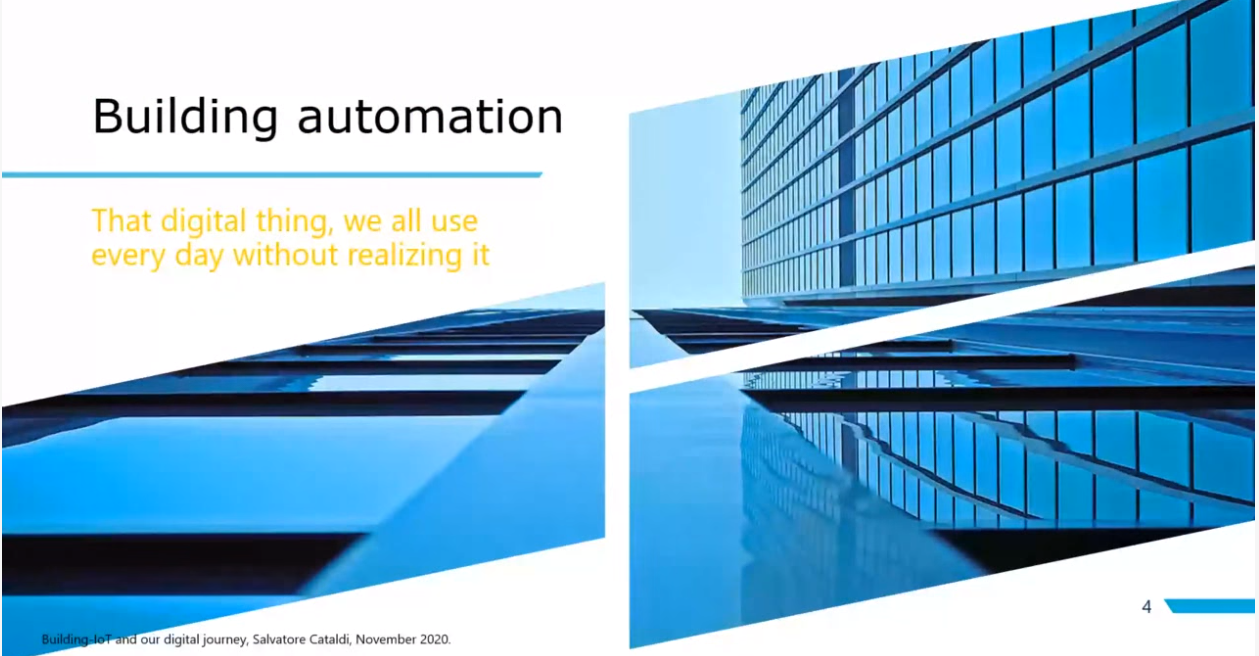 Building automation
That digital thing, we all use
every day without realizing it
4
Building-IoT and our digital journey, Salvatore Cataldi, November 2020.